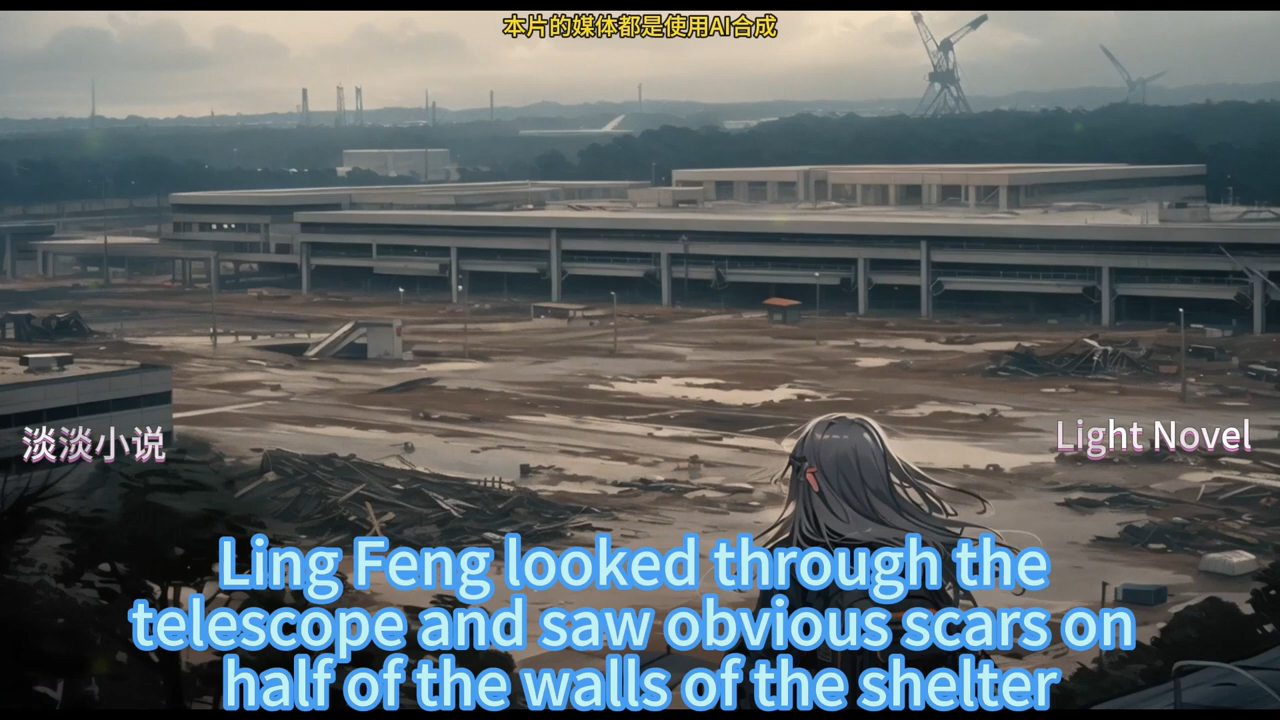 本片的媒体都是使用AI合成
淡淡小说
Light Novel
Ling Feng looked through the
telescope and saw obvious scars on
half of the walls of the shelter